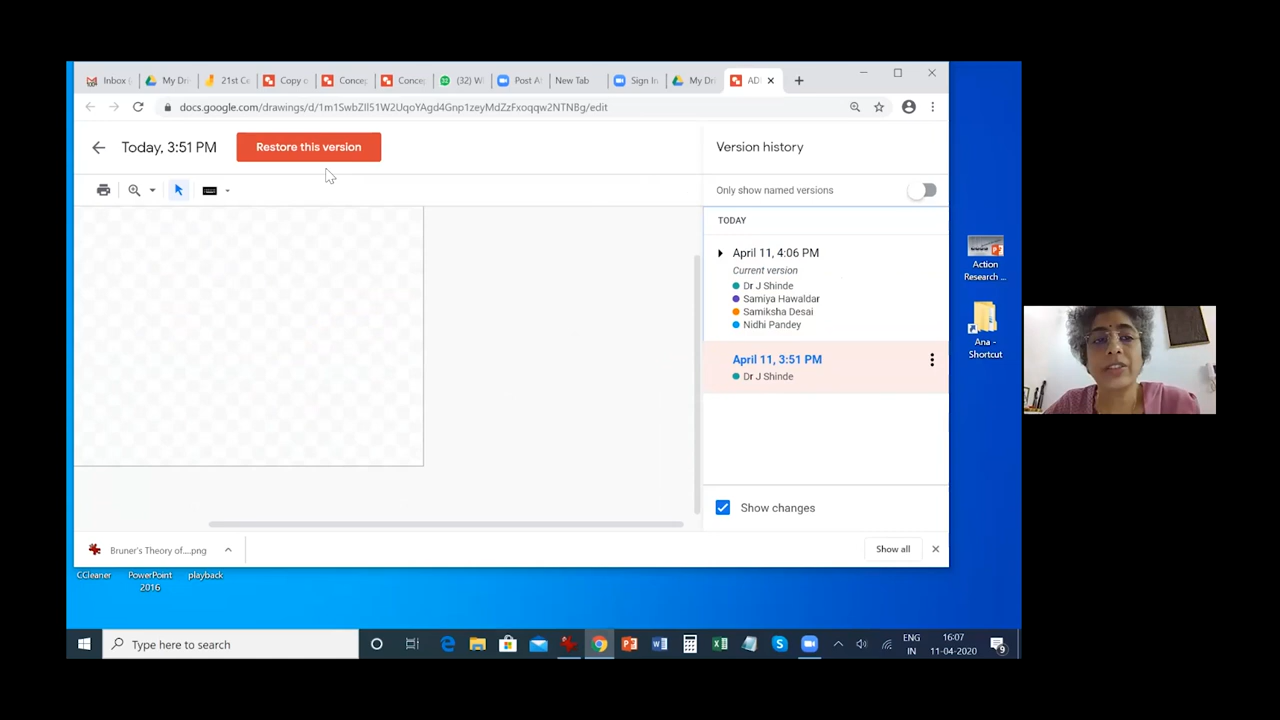 Inbox (
My Dri
21st Ce
Copy o
Concep
Concep
(32) W
Post A
New Tab
Sign In
My Dri
AD
docs.google.com/drawings/d/1m1SwbZll51W2UqoYAgd4Gnp1zeyMdZzFxoqqw2NTNBg/edit
Today, 3:51 PM
Restore this version
Version history
Only show named versions
TODAY
April 11, 4:06 PM
Current version
Dr J Shinde
Samiya Hawaldar
Samiksha Desai
Nidhi Pandey
April 11, 3:51 PM
Dr J Shinde
Show changes
Bruner's Theory of....png
Show all
Action
Research ...
Ana -
Shortcut
CCleaner
PowerPoint
2016
playback
Type here to search
ENG
IN
16:07
11-04-2020
9